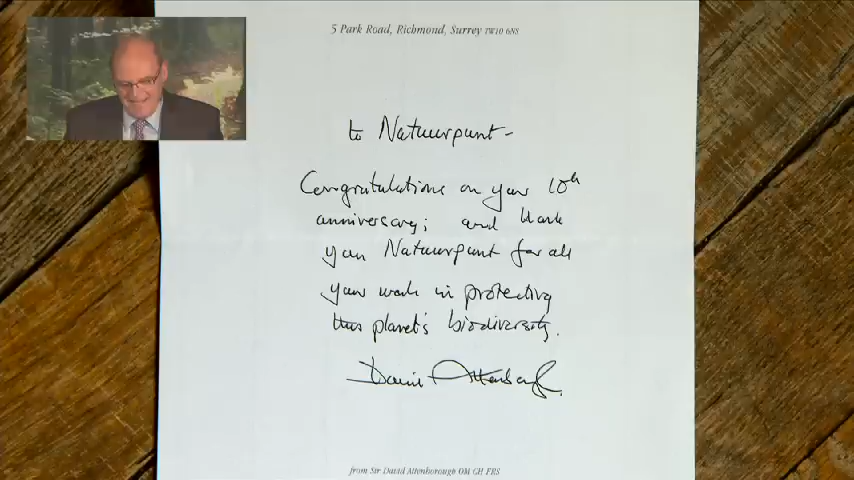 5 Park Road, Richmond, Surrey TW10 6NS
to Natuurpunt-
Congratulations on your 10th
anniversary; and thank
you Natuurpunt for all
your work in protecting
this planet's biodiversity.
David Attenborough.
from Sir David Attenborough OM CH FRS